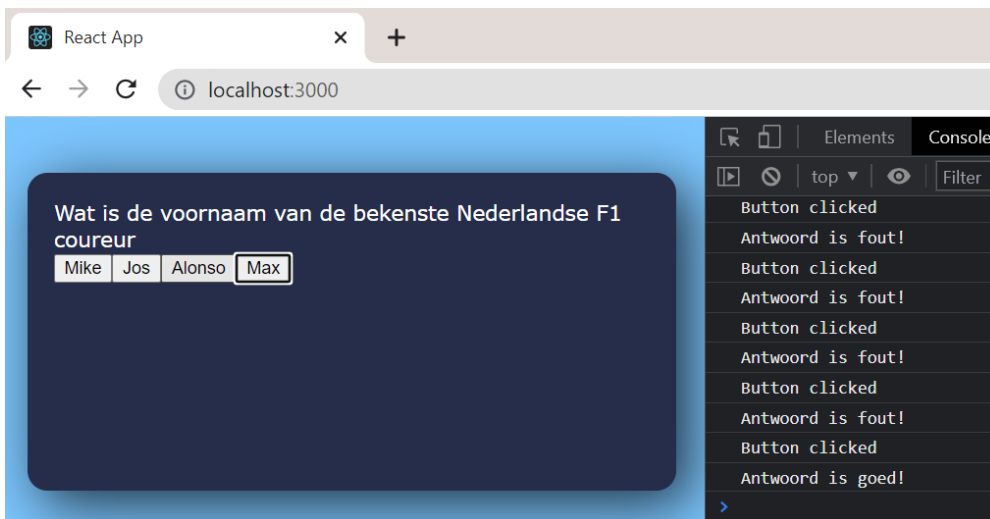 React App
localhost:3000
Elements Console
top Filter
Wat is de voornaam van de bekenste Nederlandse F1
coureur
Mike Jos Alonso Max
Button clicked
Antwoord is fout!
Button clicked
Antwoord is fout!
Button clicked
Antwoord is fout!
Button clicked
Antwoord is fout!
Button clicked
Antwoord is goed!